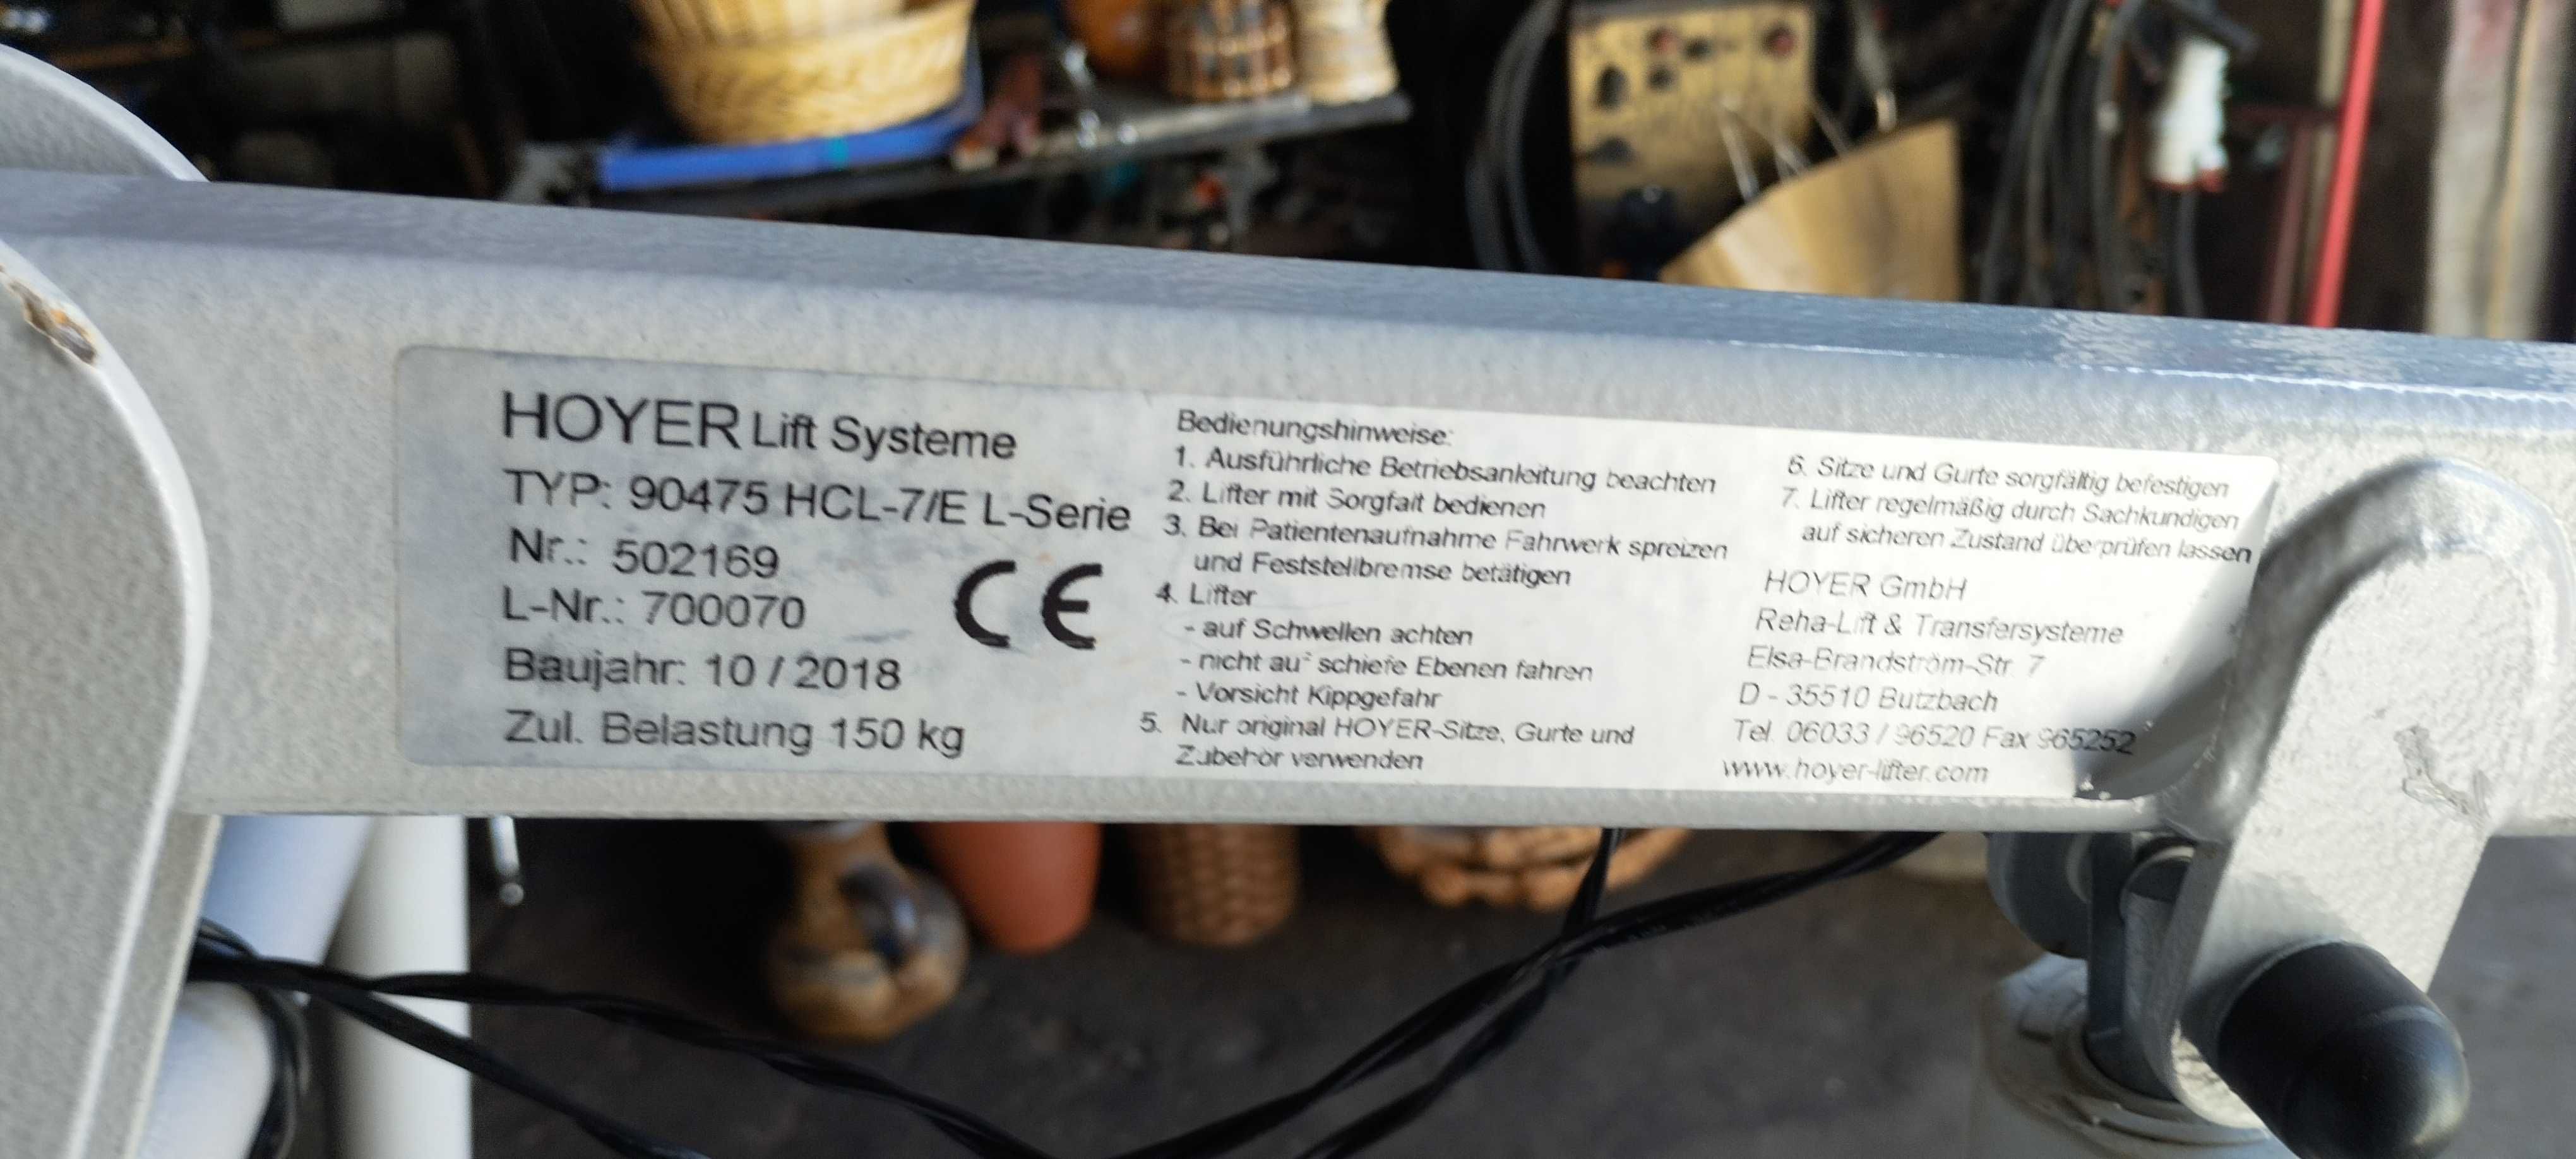 HOYER Lift Systeme
TYP: 90475 HCL-7/E L-Serie
Nr.: 502169
L-Nr.: 700070
Baujahr: 10 / 2018
Zul. Belastung 150 kg
CE
Bedienungshinweise:
1. Ausführliche Betriebsanleitung beachten
2. Lifter mit Sorgfalt bedienen
3. Bei Patientenaufnahme Fahrwerk spreizen
und Feststellbremse betätigen
4. Lifter
- auf Schwellen achten
- nicht auf schiefe Ebenen fahren
- Vorsicht Kippgefahr
5. Nur original HOYER-Sitze, Gurte und
Zubehör verwenden
6. Sitze und Gurte sorgfältig befestigen
7. Lifter regelmäßig durch Sachkundigen
auf sicheren Zustand überprüfen lassen
HOYER GmbH
Reha-Lift & Transfersysteme
Elsa-Brandström-Str. 7
D - 35510 Butzbach
Tel. 06033 / 96520 Fax 965252
www.hoyer-lifter.com